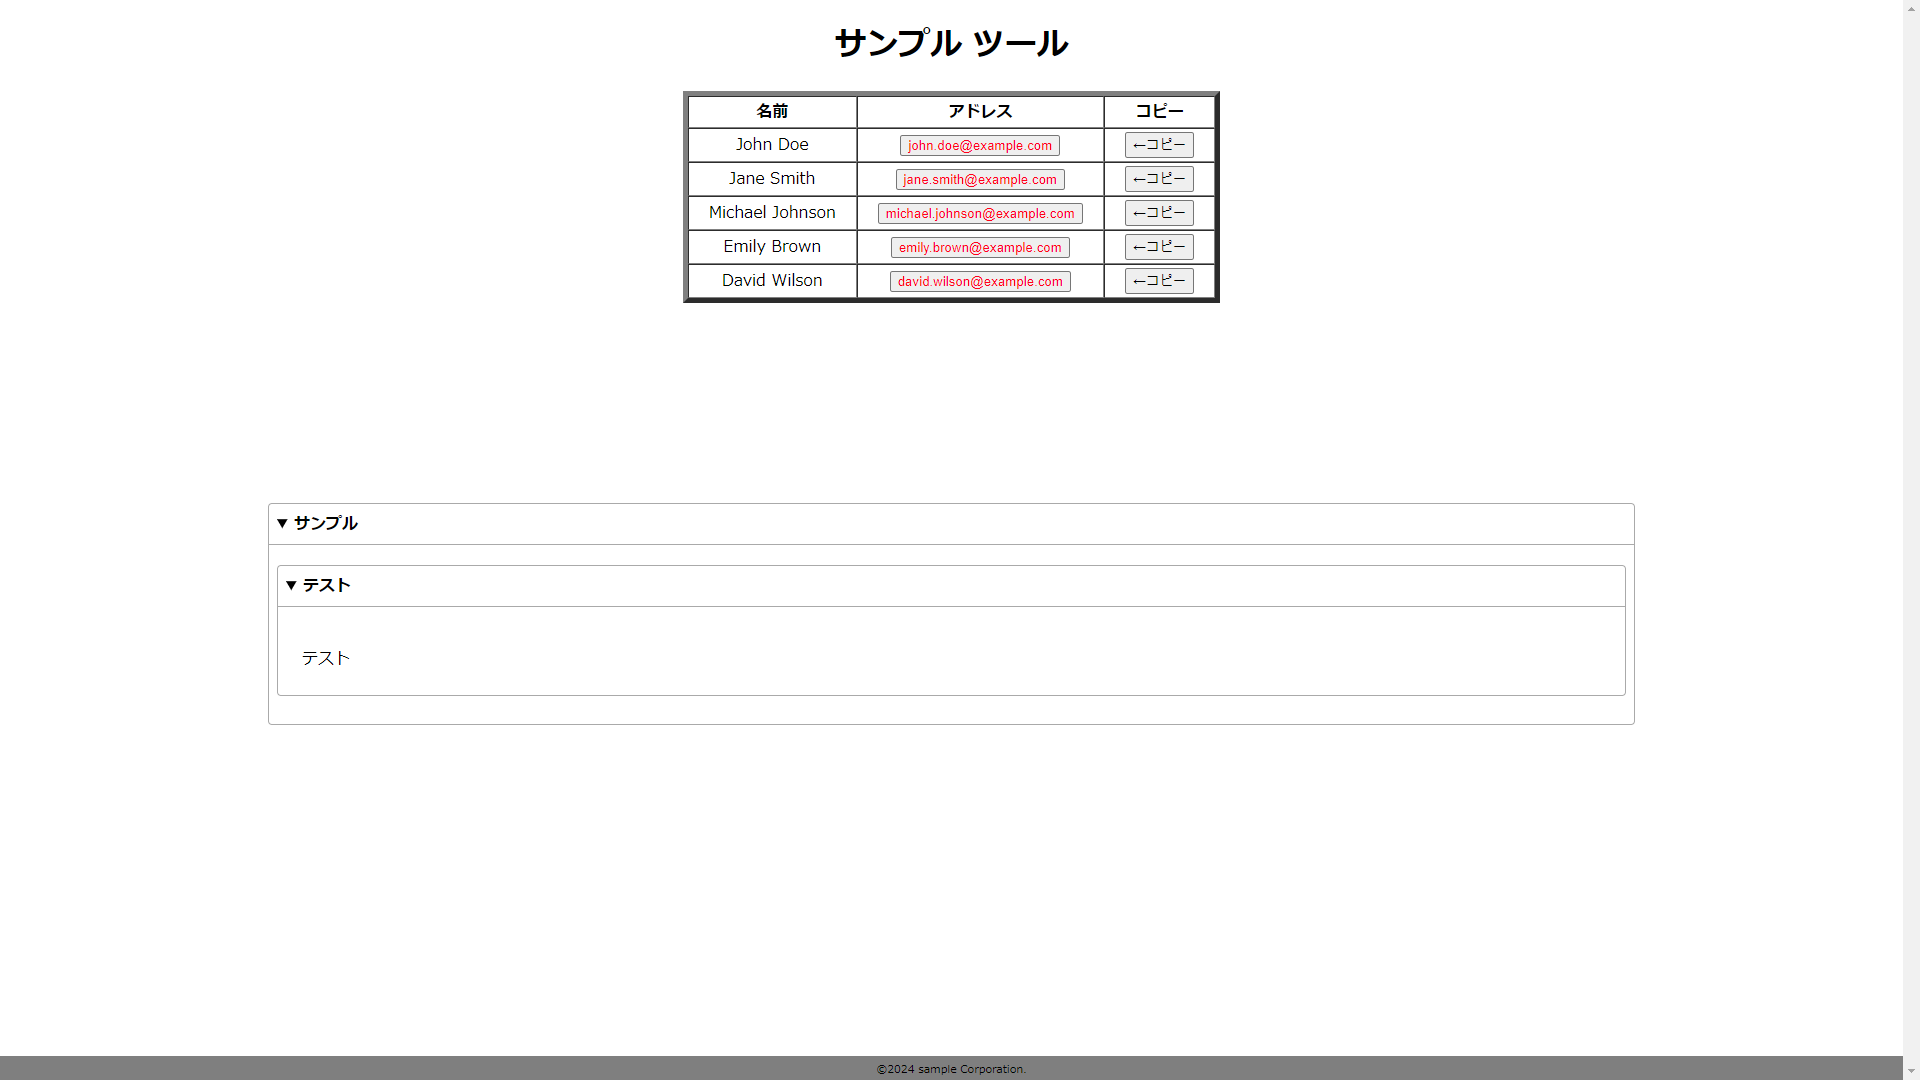 サンプル ツール
名前 アドレス コピー
John Doe john.doe@example.com ←コピー
Jane Smith jane.smith@example.com ←コピー
Michael Johnson michael.johnson@example.com ←コピー
Emily Brown emily.brown@example.com ←コピー
David Wilson david.wilson@example.com ←コピー
▼ サンプル
▼ テスト
テスト
©2024 sample Corporation.